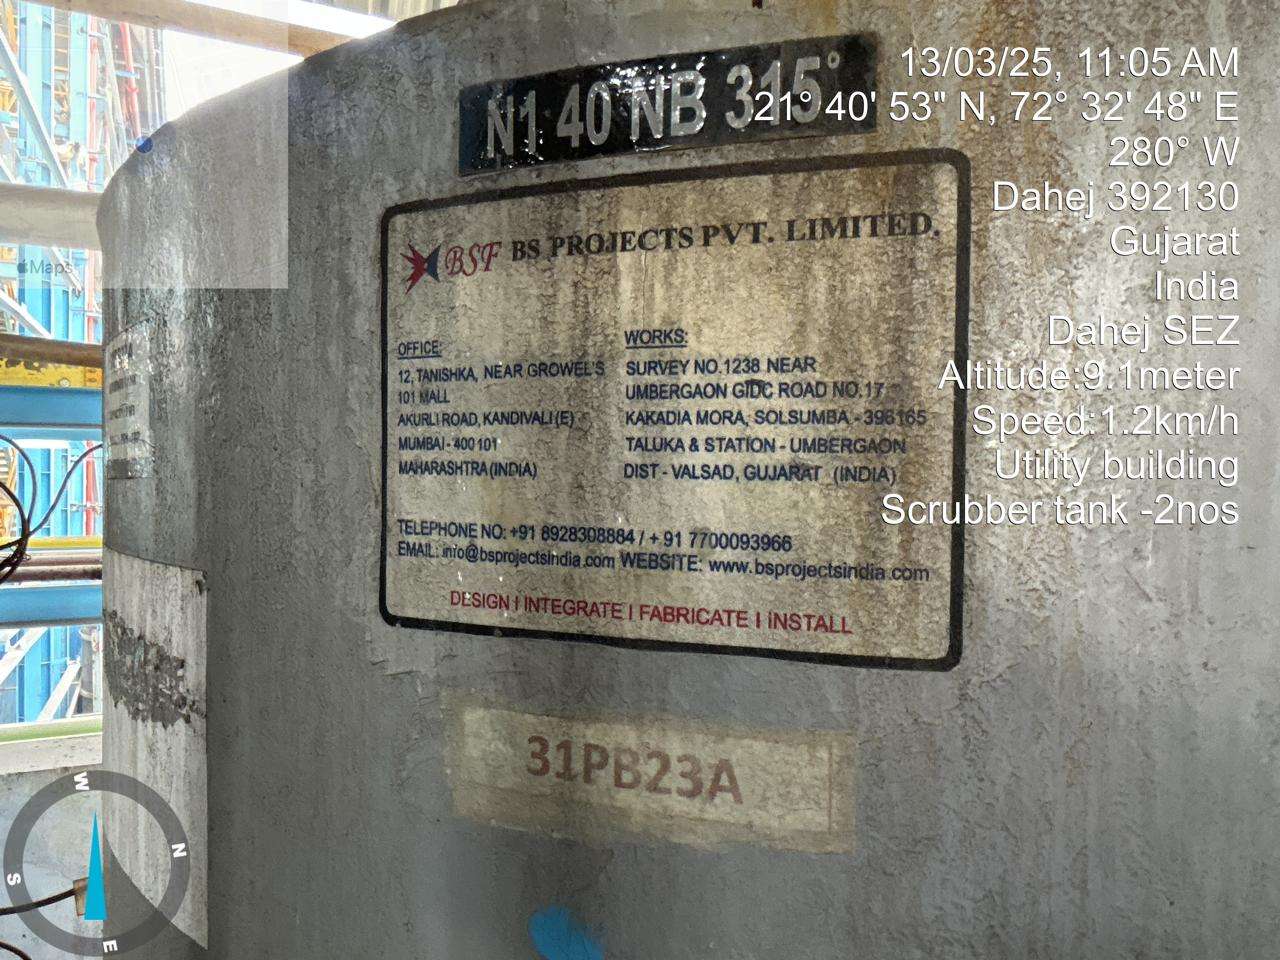 N1 40 NB 315°
13/03/25, 11:05 AM
21° 40' 53" N, 72° 32' 48" E
280° W
Dahej 392130
Gujarat
India
Dahej SEZ
Altitude:9.1meter
Speed:1.2km/h
Utility building
Scrubber tank -2nos
Maps
BSF BS PROJECTS PVT. LIMITED.
OFFICE:
12, TANISHKA, NEAR GROWEL'S
101 MALL
AKURLI ROAD, KANDIVALI (E)
MUMBAI - 400101
MAHARASHTRA (INDIA)
WORKS:
SURVEY NO.1238 NEAR
UMBERGAON GIDC ROAD NO.17
KAKADIA MORA, SOLSUMBA - 396165
TALUKA & STATION - UMBERGAON
DIST - VALSAD, GUJARAT (INDIA)
TELEPHONE NO: +91 8928308884 / + 91 7700093966
EMAIL: info@bsprojectsindia.com WEBSITE: www.bsprojectsindia.com
DESIGN I INTEGRATE I FABRICATE I INSTALL
31PB23A
W
N
S
E